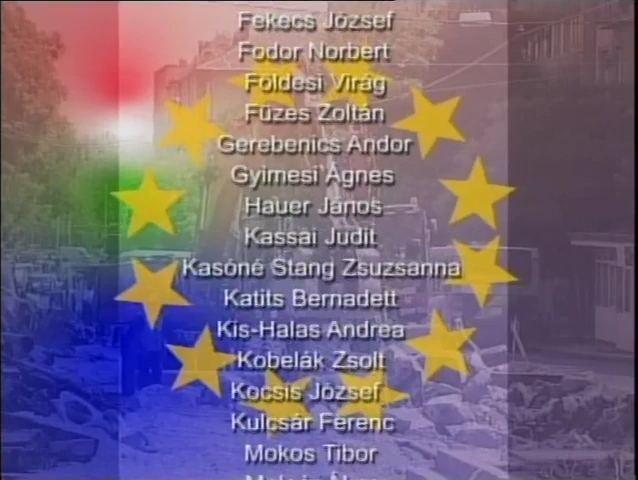 Fekecs József
Fodor Norbert
Földesi Virág
Füzes Zoltán
Gerebenics Andor
Gyimesi Ágnes
Hauer János
Kassai Judit
Kasóné Stang Zsuzsanna
Katits Bernadett
Kis-Halas Andrea
Kobelák Zsolt
Kocsis József
Kulcsár Ferenc
Mokos Tibor